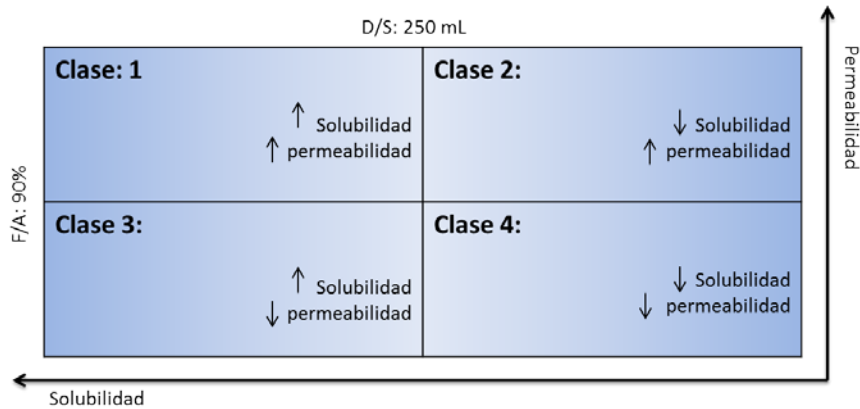 D/S: 250 mL
Clase: 1
↑ Solubilidad
↑ permeabilidad
Clase 2:
↓ Solubilidad
↑ permeabilidad
Clase 3:
↑ Solubilidad
↓ permeabilidad
Clase 4:
↓ Solubilidad
↓ permeabilidad
F/A: 90%
Permeabilidad
Solubilidad